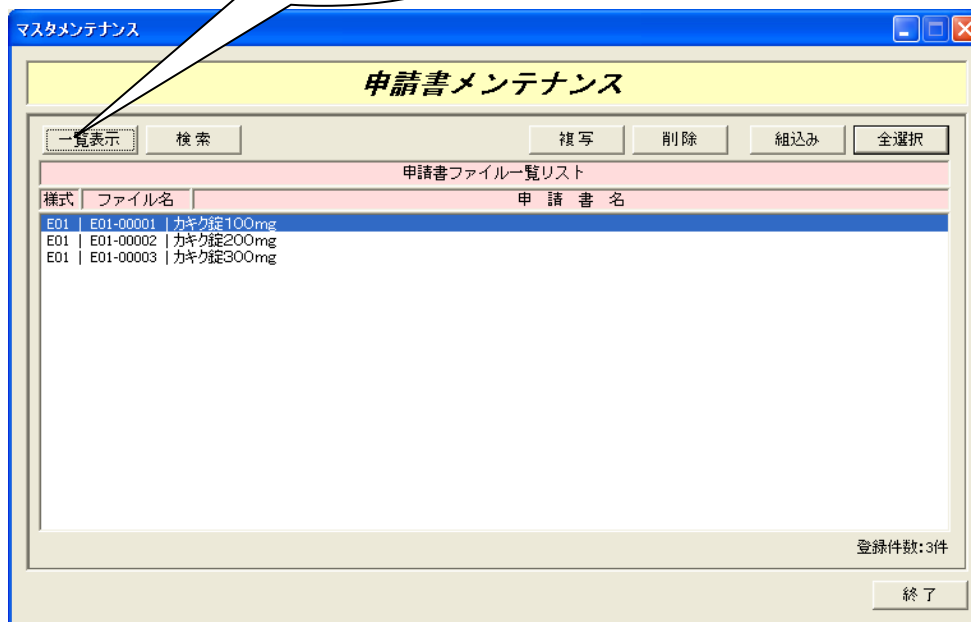 マスタメンテナンス
申請書メンテナンス
一覧表示 検索 複写 削除 組込み 全選択
申請書ファイル一覧リスト
様式 ファイル名 申請書名
E01 | E01-00001 | カキク錠100mg
E01 | E01-00002 | カキク錠200mg
E01 | E01-00003 | カキク錠300mg
登録件数:3件
終了